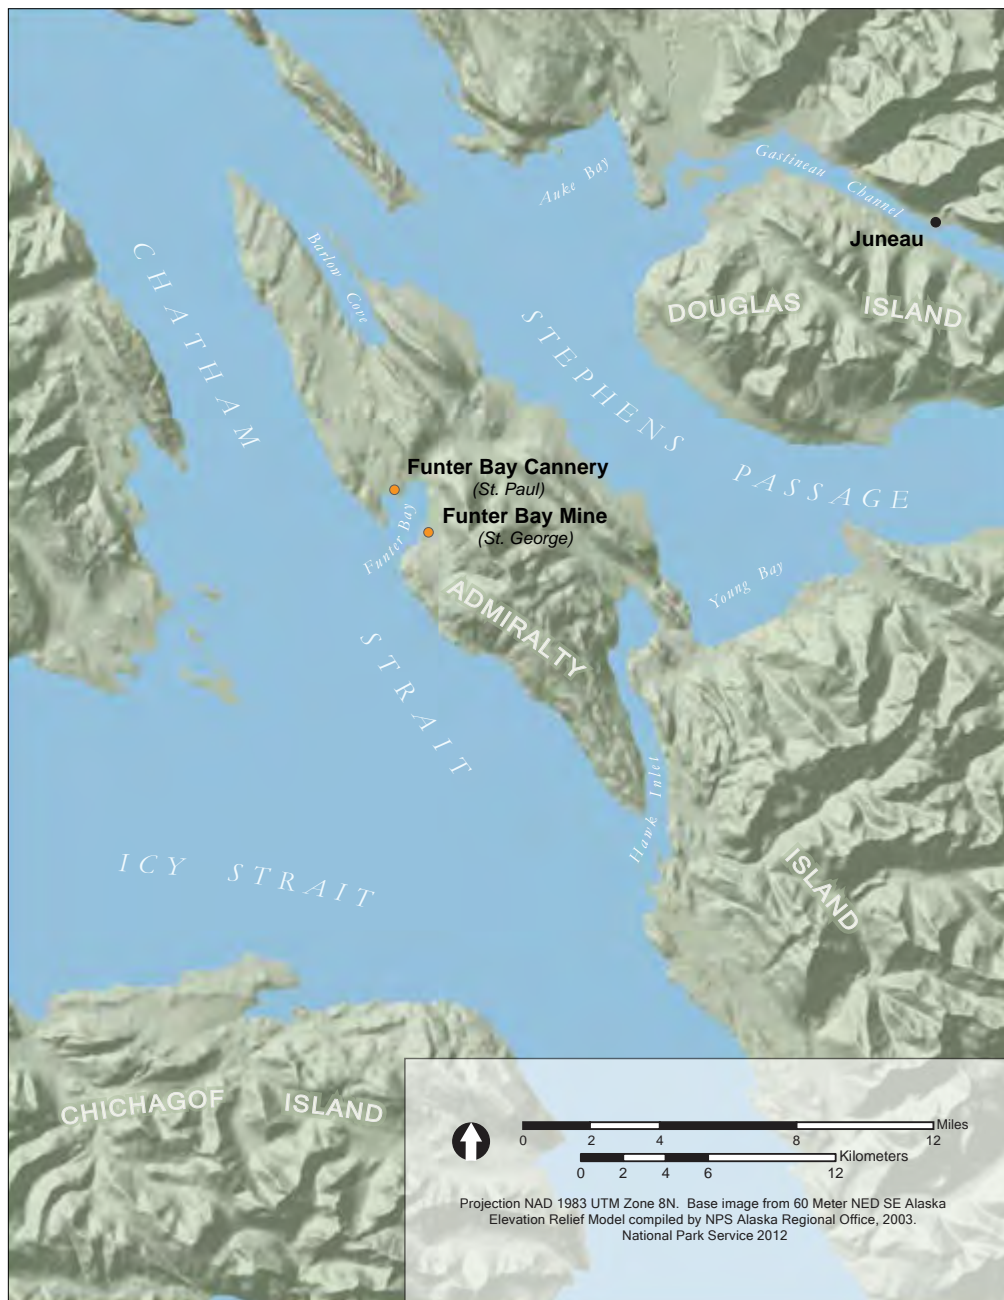 Auke Bay
Gastineau Channel
Juneau
Barlow Cove
CHATHAM
DOUGLAS ISLAND
STEPHENS
PASSAGE
Funter Bay Cannery
(St. Paul)
Funter Bay Mine
(St. George)
Funter Bay
Young Bay
ADMIRALTY
STRAIT
Hawk Inlet
ICY STRAIT
ISLAND
CHICHAGOF ISLAND
Miles
0 2 4 8 12
Kilometers
0 2 4 6 12
Projection NAD 1983 UTM Zone 8N. Base image from 60 Meter NED SE Alaska
Elevation Relief Model compiled by NPS Alaska Regional Office, 2003.
National Park Service 2012